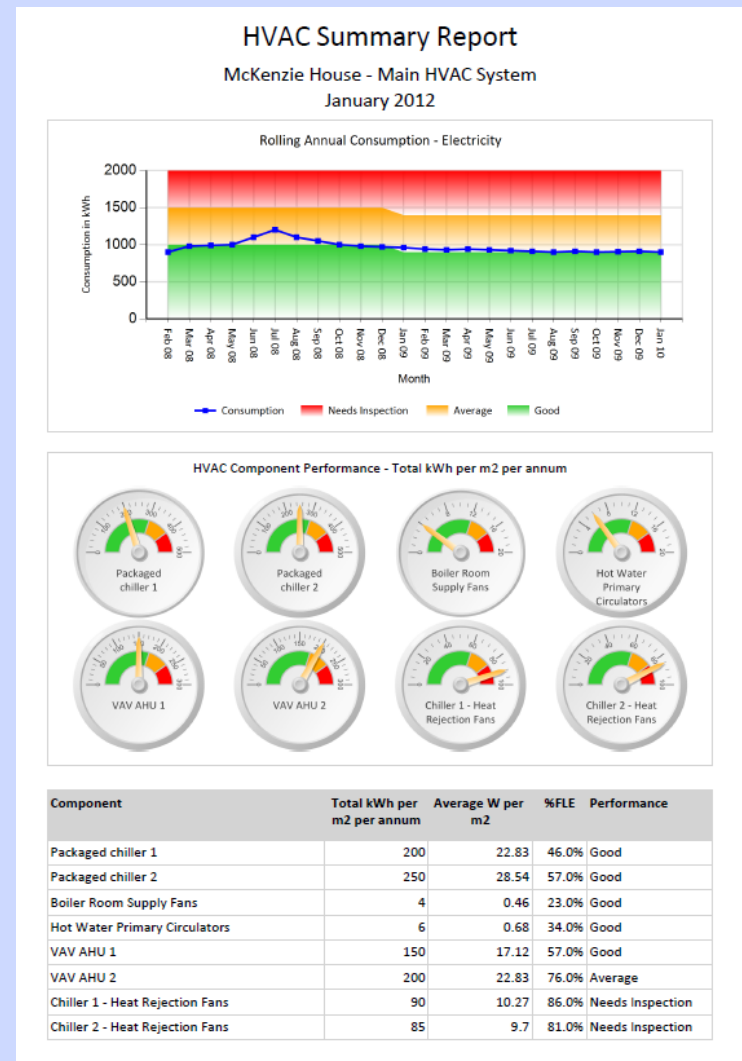 HVAC Summary Report
McKenzie House - Main HVAC System
January 2012
Rolling Annual Consumption - Electricity
Consumption in kWh
2000
1500
1000
500
0
Feb 08 Mar 08 Apr 08 May 08 Jun 08 Jul 08 Aug 08 Sep 08 Oct 08 Nov 08 Dec 08 Jan 09 Feb 09 Mar 09 Apr 09 May 09 Jun 09 Jul 09 Aug 09 Sep 09 Oct 09 Nov 09 Dec 09 Jan 10
Month
Consumption Needs Inspection Average Good
HVAC Component Performance - Total kWh per m2 per annum
Packaged
chiller 1
Packaged
chiller 2
Boiler Room
Supply Fans
Hot Water
Primary
Circulators
VAV AHU 1
VAV AHU 2
Chiller 1 - Heat
Rejection Fans
Chiller 2 - Heat
Rejection Fans
Component Total kWh per m2 per annum Average W per m2 %FLE Performance
Packaged chiller 1 200 22.83 46.0% Good
Packaged chiller 2 250 28.54 57.0% Good
Boiler Room Supply Fans 4 0.46 23.0% Good
Hot Water Primary Circulators 6 0.68 34.0% Good
VAV AHU 1 150 17.12 57.0% Good
VAV AHU 2 200 22.83 76.0% Average
Chiller 1 - Heat Rejection Fans 90 10.27 86.0% Needs Inspection
Chiller 2 - Heat Rejection Fans 85 9.7 81.0% Needs Inspection